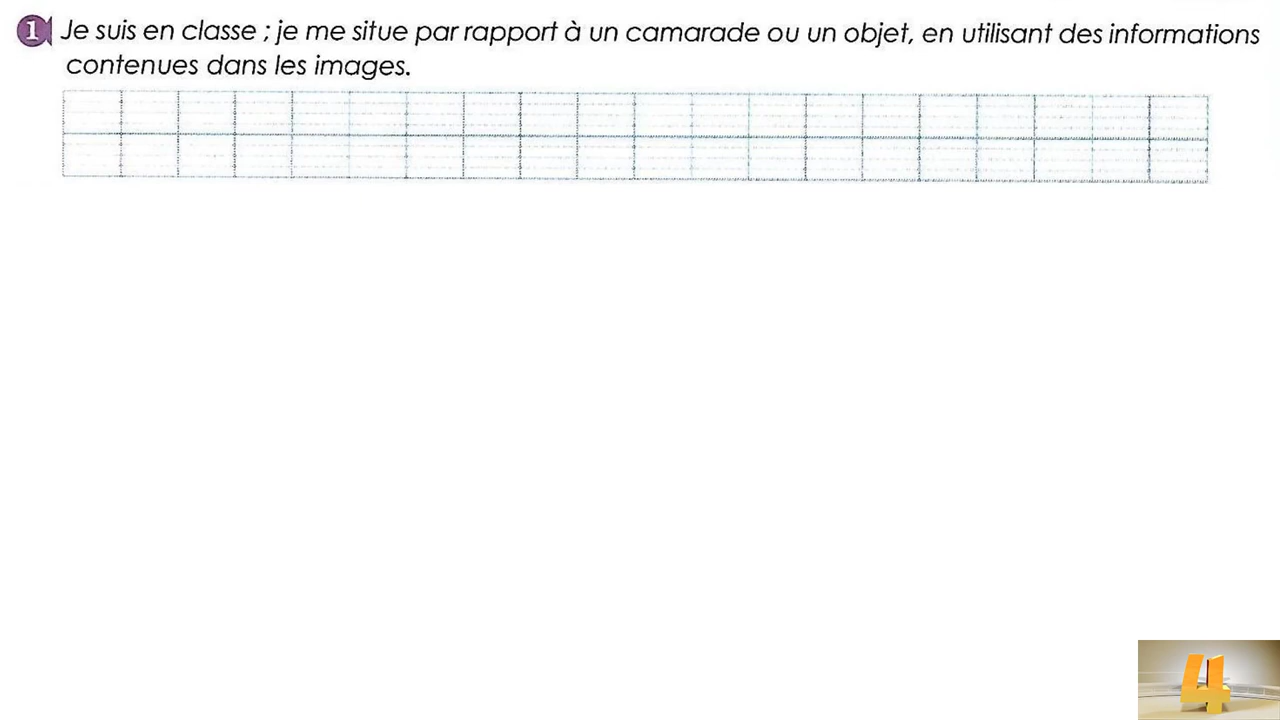 1 Je suis en classe ; je me situe par rapport à un camarade ou un objet, en utilisant des informations
contenues dans les images.
4